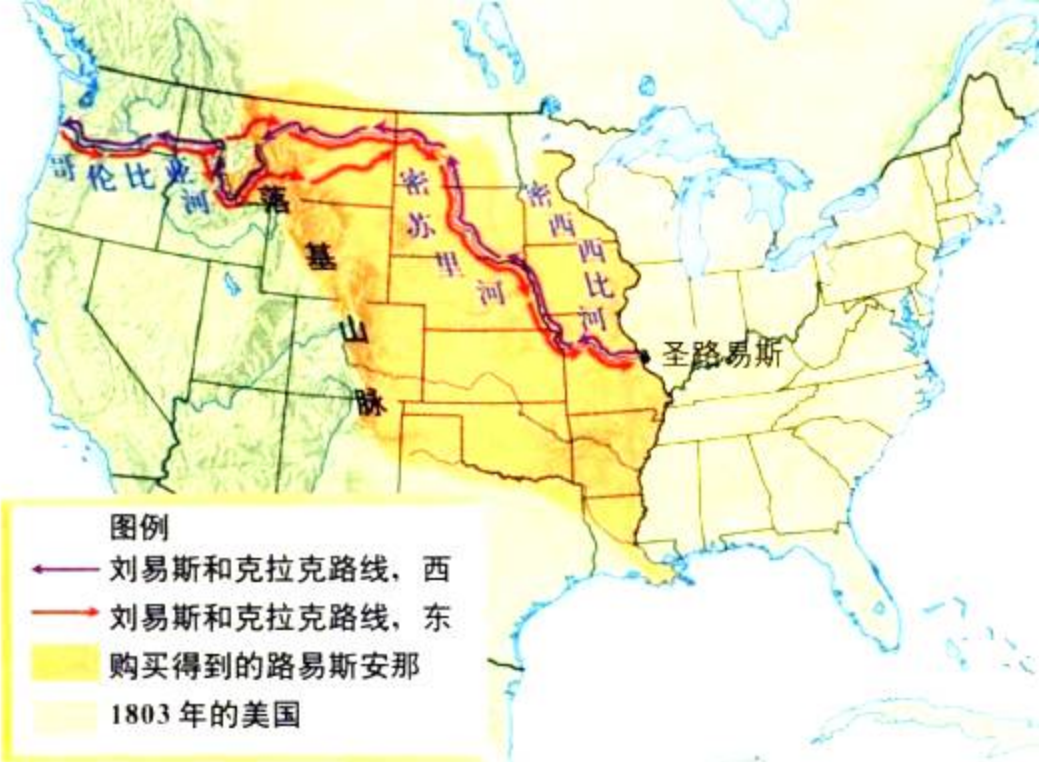 哥伦比亚河
落基山脉
密苏里河
密西西比河
圣路易斯
图例
刘易斯和克拉克路线，西
刘易斯和克拉克路线，东
购买得到的路易斯安那
1803 年的美国